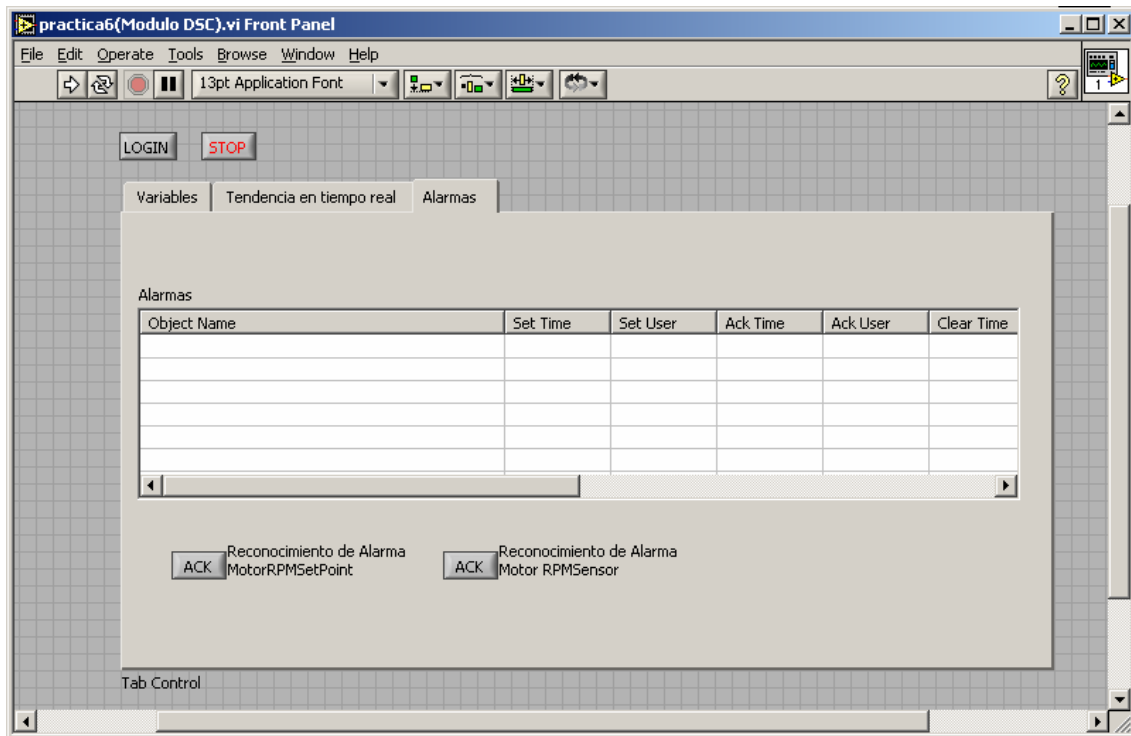 practica6(Modulo DSC).vi Front Panel
File Edit Operate Tools Browse Window Help
13pt Application Font
?
1
LOGIN STOP
Variables Tendencia en tiempo real Alarmas
Alarmas
Object Name Set Time Set User Ack Time Ack User Clear Time
ACK Reconocimiento de Alarma
MotorRPMSetPoint
ACK Reconocimiento de Alarma
Motor RPMSensor
Tab Control